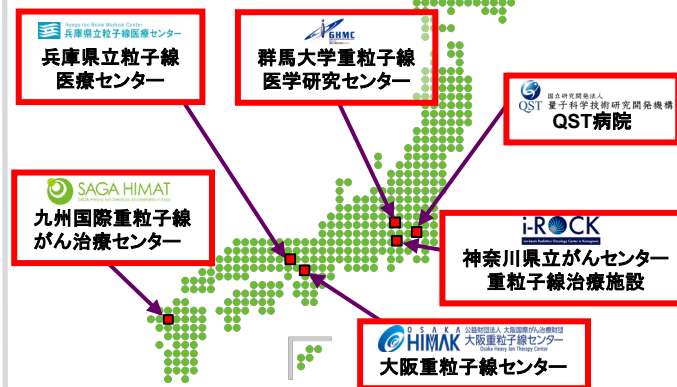 Hyogo Ion Beam Medical Center
兵庫県立粒子線医療センター
兵庫県立粒子線
医療センター
GHMC
群馬大学重粒子線
医学研究センター
国立研究開発法人
QST 量子科学技術研究開発機構
QST病院
SAGA HIMAT
九州国際重粒子線
がん治療センター
i-ROCK
Ion-beam Radiation Oncology Center in Kanagawa
神奈川県立がんセンター
重粒子線治療施設
OSAKA 公益財団法人 大阪国際がん治療財団
HIMAK 大阪重粒子線センター
Osaka Heavy Ion Therapy Center
大阪重粒子線センター